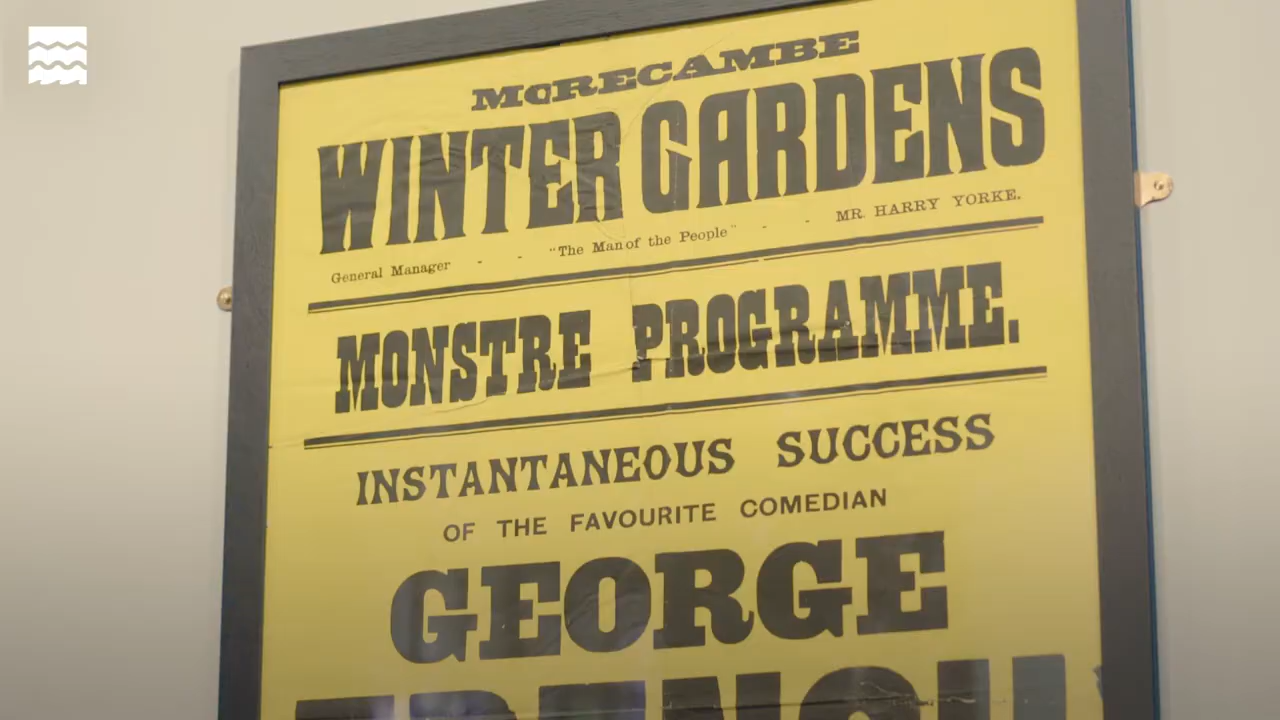 MORECAMBE
WINTER GARDENS
General Manager - - "The Man of the People" - - MR. HARRY YORKE.
MONSTRE PROGRAMME.
INSTANTANEOUS SUCCESS
OF THE FAVOURITE COMEDIAN
GEORGE